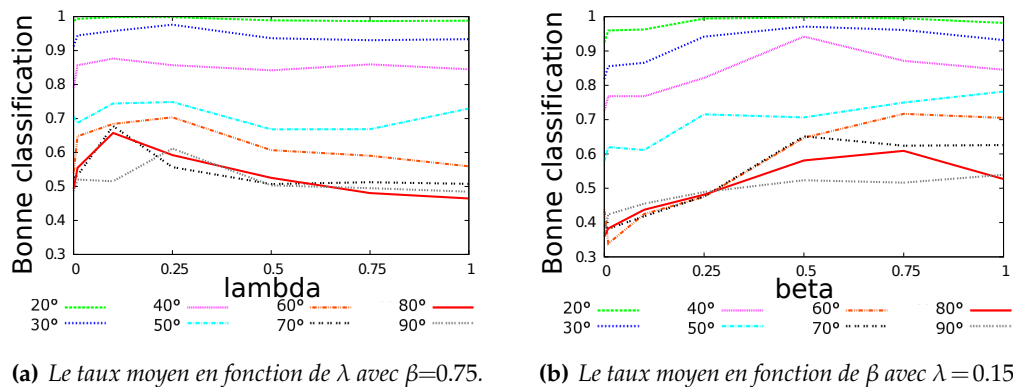 Bonne classification
1
0.9
0.8
0.7
0.6
0.5
0.4
0.3
0 0.25 0.5 0.75 1
lambda
20º 40º 60º 80º
30º 50º 70º 90º
(a) Le taux moyen en fonction de λ avec β=0.75.
Bonne classification
1
0.9
0.8
0.7
0.6
0.5
0.4
0.3
0 0.25 0.5 0.75 1
beta
20º 40º 60º 80º
30º 50º 70º 90º
(b) Le taux moyen en fonction de β avec λ = 0.15